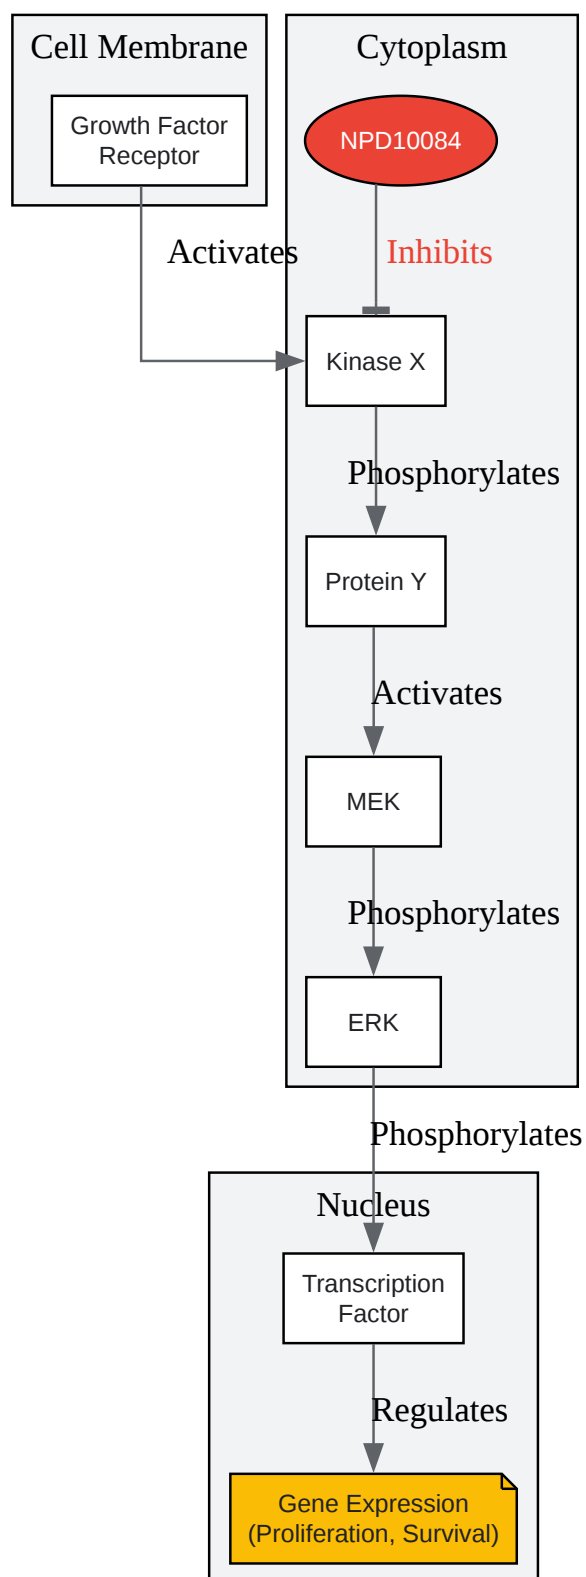 Cell Membrane
Cytoplasm
Growth Factor
Receptor
NPD10084
Activates
Inhibits
Kinase X
Phosphorylates
Protein Y
Activates
MEK
Phosphorylates
ERK
Phosphorylates
Nucleus
Transcription
Factor
Regulates
Gene Expression
(Proliferation, Survival)